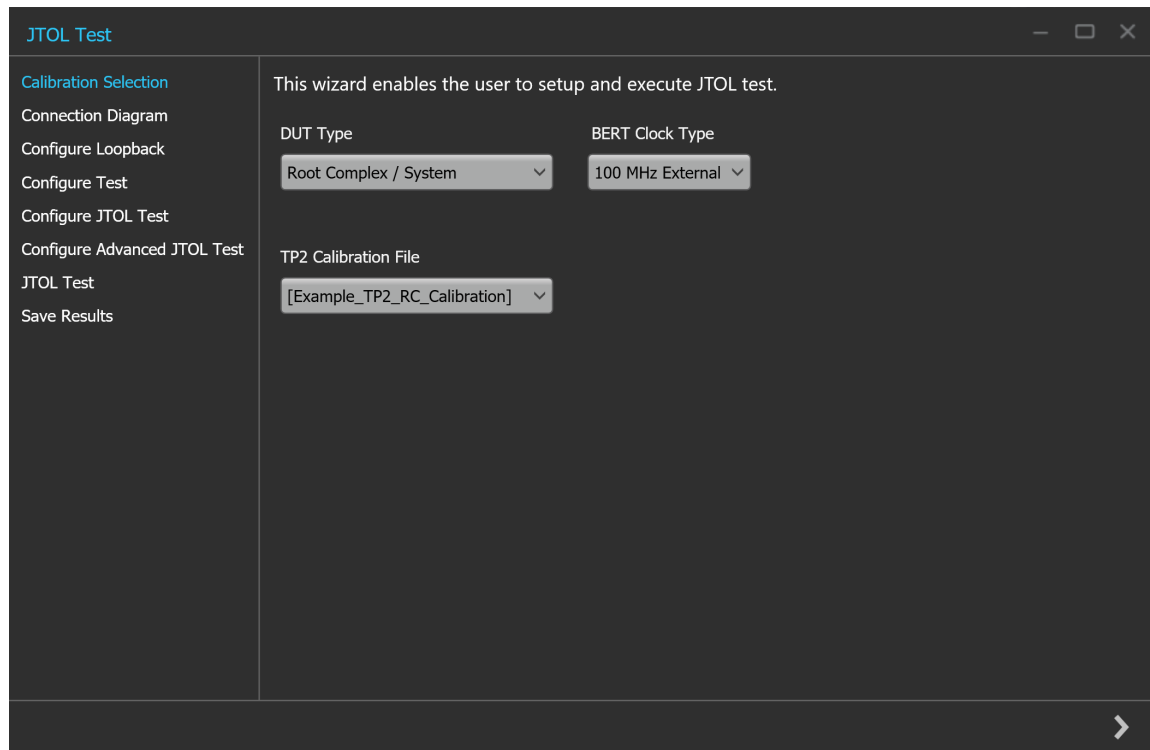 JTOL Test
Calibration Selection
Connection Diagram
Configure Loopback
Configure Test
Configure JTOL Test
Configure Advanced JTOL Test
JTOL Test
Save Results
This wizard enables the user to setup and execute JTOL test.
DUT Type
BERT Clock Type
Root Complex / System
100 MHz External
TP2 Calibration File
[Example_TP2_RC_Calibration]